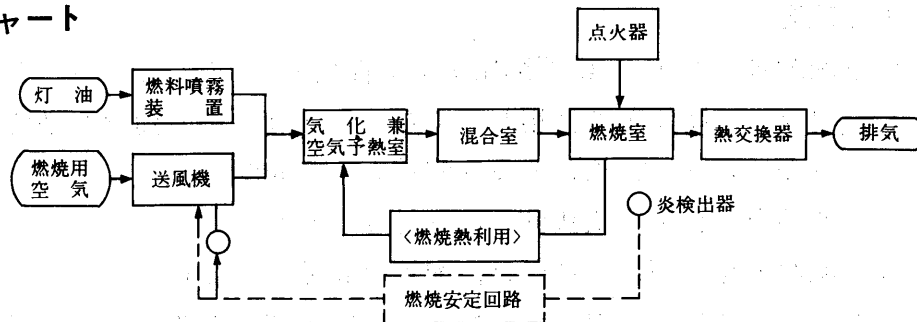 ャート
点火器
灯油
燃料噴霧
装置
気化兼
空気予熱室
混合室
燃焼室
熱交換器
排気
燃焼用
空気
送風機
炎検出器
〈燃焼熱利用〉
燃焼安定回路